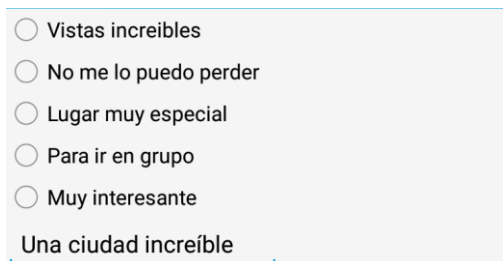 Vistas increibles
No me lo puedo perder
Lugar muy especial
Para ir en grupo
Muy interesante
Una ciudad increíble